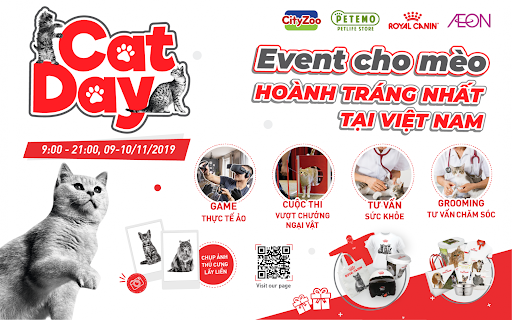 Cat
Day
CityZoo
PETEMO
PETLIFE STORE
ROYAL CANIN
ÆON
Event cho mèo
HOÀNH TRÁNG NHẤT
TẠI VIỆT NAM
9:00 - 21:00, 09-10/11/2019
GAME
THỰC TẾ ẢO
CUỘC THI
VƯỢT CHƯỚNG
NGẠI VẬT
TƯ VẤN
SỨC KHỎE
GROOMING
TƯ VẤN CHĂM SÓC
CHỤP ẢNH
THÚ CƯNG
LẤY LIỀN
Visit our page